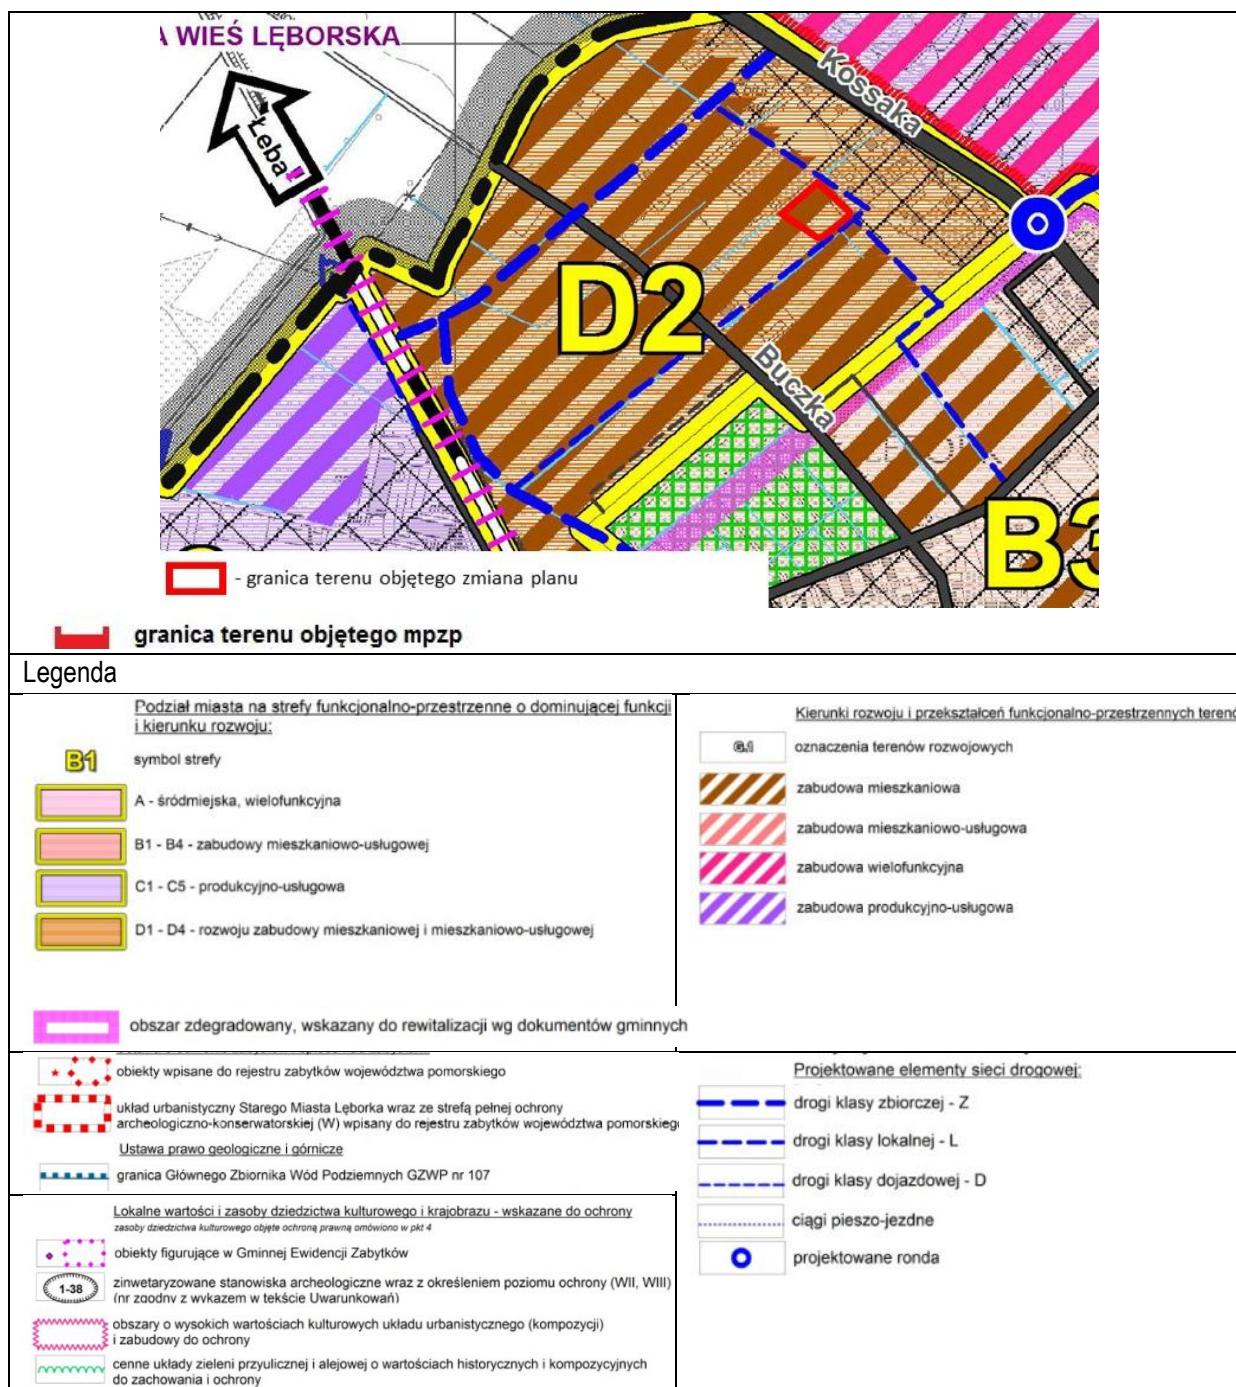 A WIEŚ LĘBORSKA
Łeba
Kossaka
D2
Buczka
B3
- granica terenu objętego zmiana planu
granica terenu objętego mpzp
Legenda
Podział miasta na strefy funkcjonalno-przestrzenne o dominującej funkcji
i kierunku rozwoju:
B1 symbol strefy
A - śródmiejska, wielofunkcyjna
B1 - B4 - zabudowy mieszkaniowo-usługowej
C1 - C5 - produkcyjno-usługowa
D1 - D4 - rozwoju zabudowy mieszkaniowej i mieszkaniowo-usługowej
obszar zdegradowany, wskazany do rewitalizacji wg dokumentów gminnych
Kierunki rozwoju i przekształceń funkcjonalno-przestrzennych terenó
G.1 oznaczenia terenów rozwojowych
zabudowa mieszkaniowa
zabudowa mieszkaniowo-usługowa
zabudowa wielofunkcyjna
zabudowa produkcyjno-usługowa
obiekty wpisane do rejestru zabytków województwa pomorskiego
układ urbanistyczny Starego Miasta Lęborka wraz ze strefą pełnej ochrony
archeologiczno-konserwatorskiej (W) wpisany do rejestru zabytków województwa pomorskieg
Ustawa prawo geologiczne i górnicze
granica Głównego Zbiornika Wód Podziemnych GZWP nr 107
Lokalne wartości i zasoby dziedzictwa kulturowego i krajobrazu - wskazane do ochrony
zasoby dziedzictwa kulturowego objęte ochroną prawną omówiono w pkt 4
obiekty figurujące w Gminnej Ewidencji Zabytków
1-38 zinwetaryzowane stanowiska archeologiczne wraz z określeniem poziomu ochrony (WII, WIII)
(nr zgodny z wykazem w tekście Uwarunkowań)
obszary o wysokich wartościach kulturowych układu urbanistycznego (kompozycji)
i zabudowy do ochrony
cenne układy zieleni przyulicznej i alejowej o wartościach historycznych i kompozycyjnych
do zachowania i ochrony
Projektowane elementy sieci drogowej:
drogi klasy zbiorczej - Z
drogi klasy lokalnej - L
drogi klasy dojazdowej - D
ciągi pieszo-jezdne
projektowane ronda